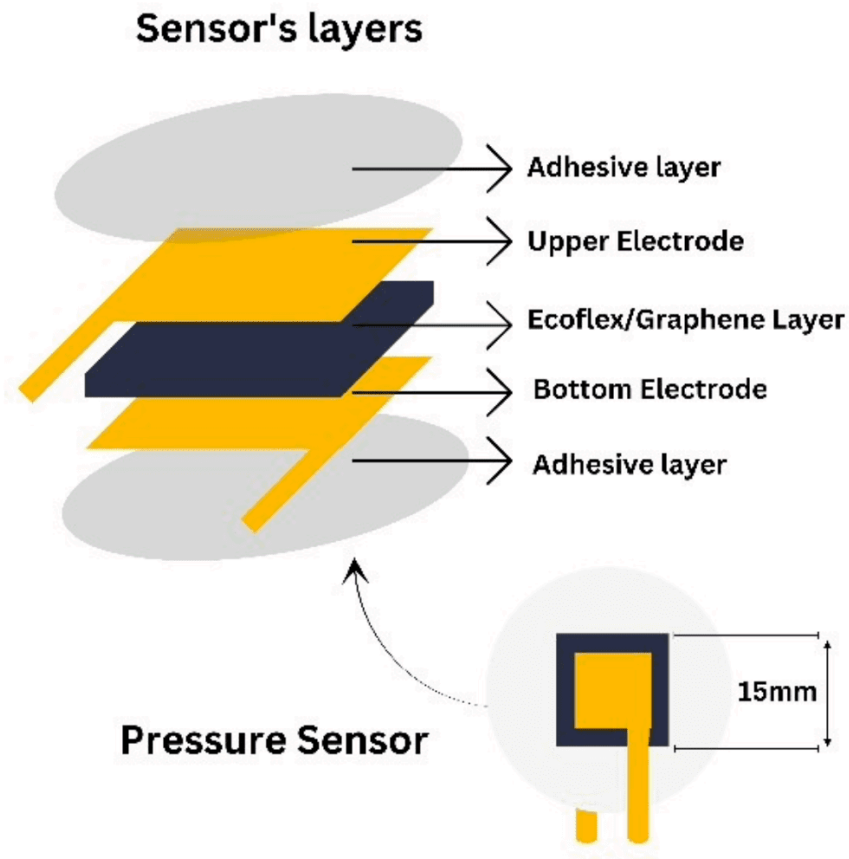 Sensor's layers
Adhesive layer
Upper Electrode
Ecoflex/Graphene Layer
Bottom Electrode
Adhesive layer
15mm
Pressure Sensor